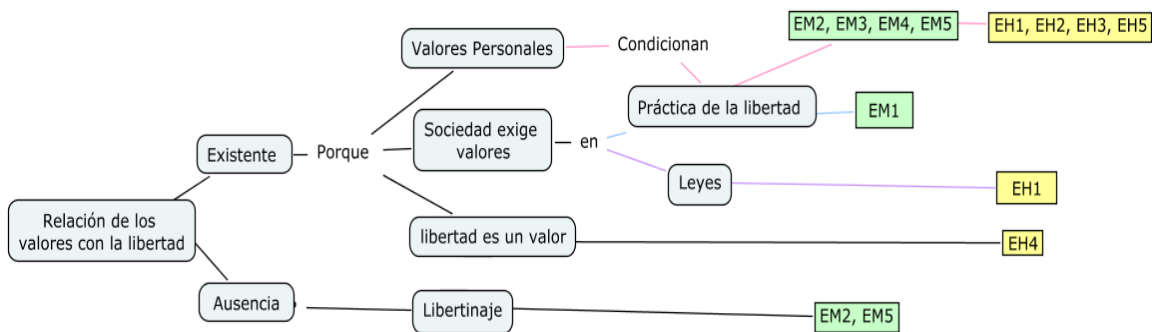 EM2, EM3, EM4, EM5
EH1, EH2, EH3, EH5
Valores Personales
Condicionan
Práctica de la libertad
EM1
Sociedad exige
valores
en
Existente
Porque
Leyes
EH1
Relación de los
valores con la libertad
libertad es un valor
EH4
Ausencia
Libertinaje
EM2, EM5